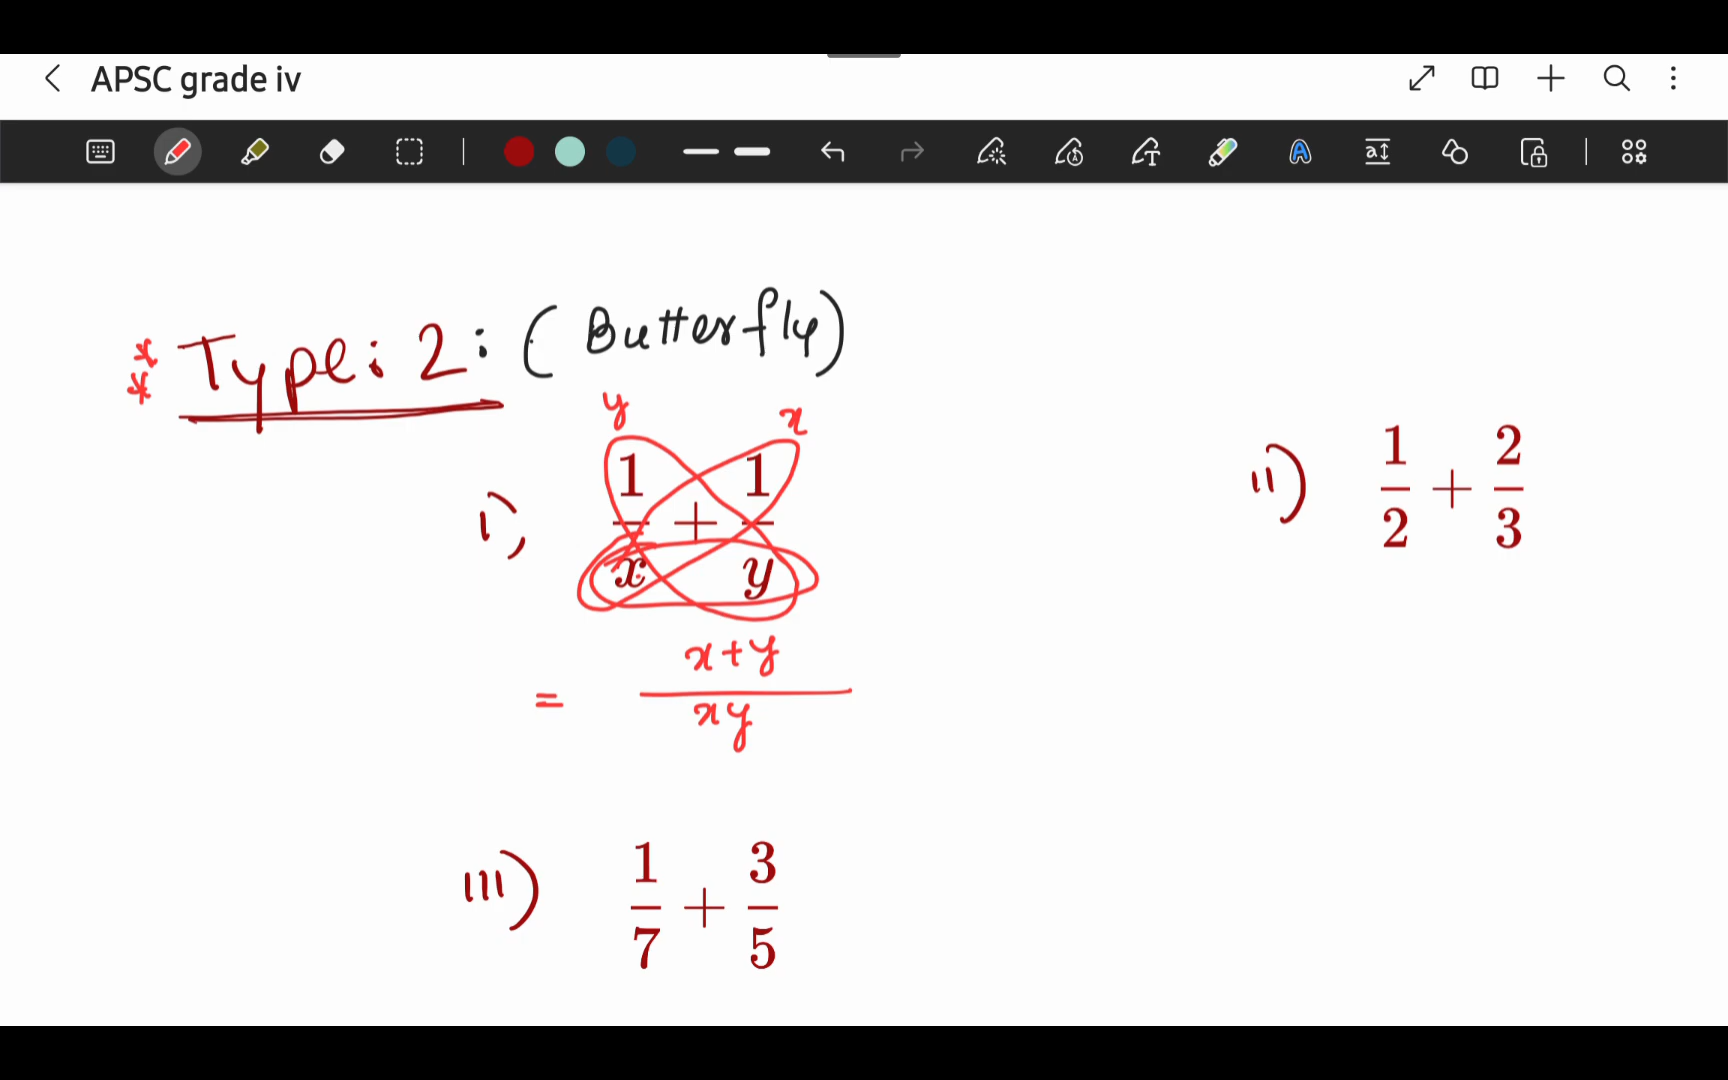 APSC grade iv
* Type: 2: (Butterfly)
*
y x
i), 1/x + 1/y
= x+y/xy
ii) 1/2 + 2/3
iii) 1/7 + 3/5